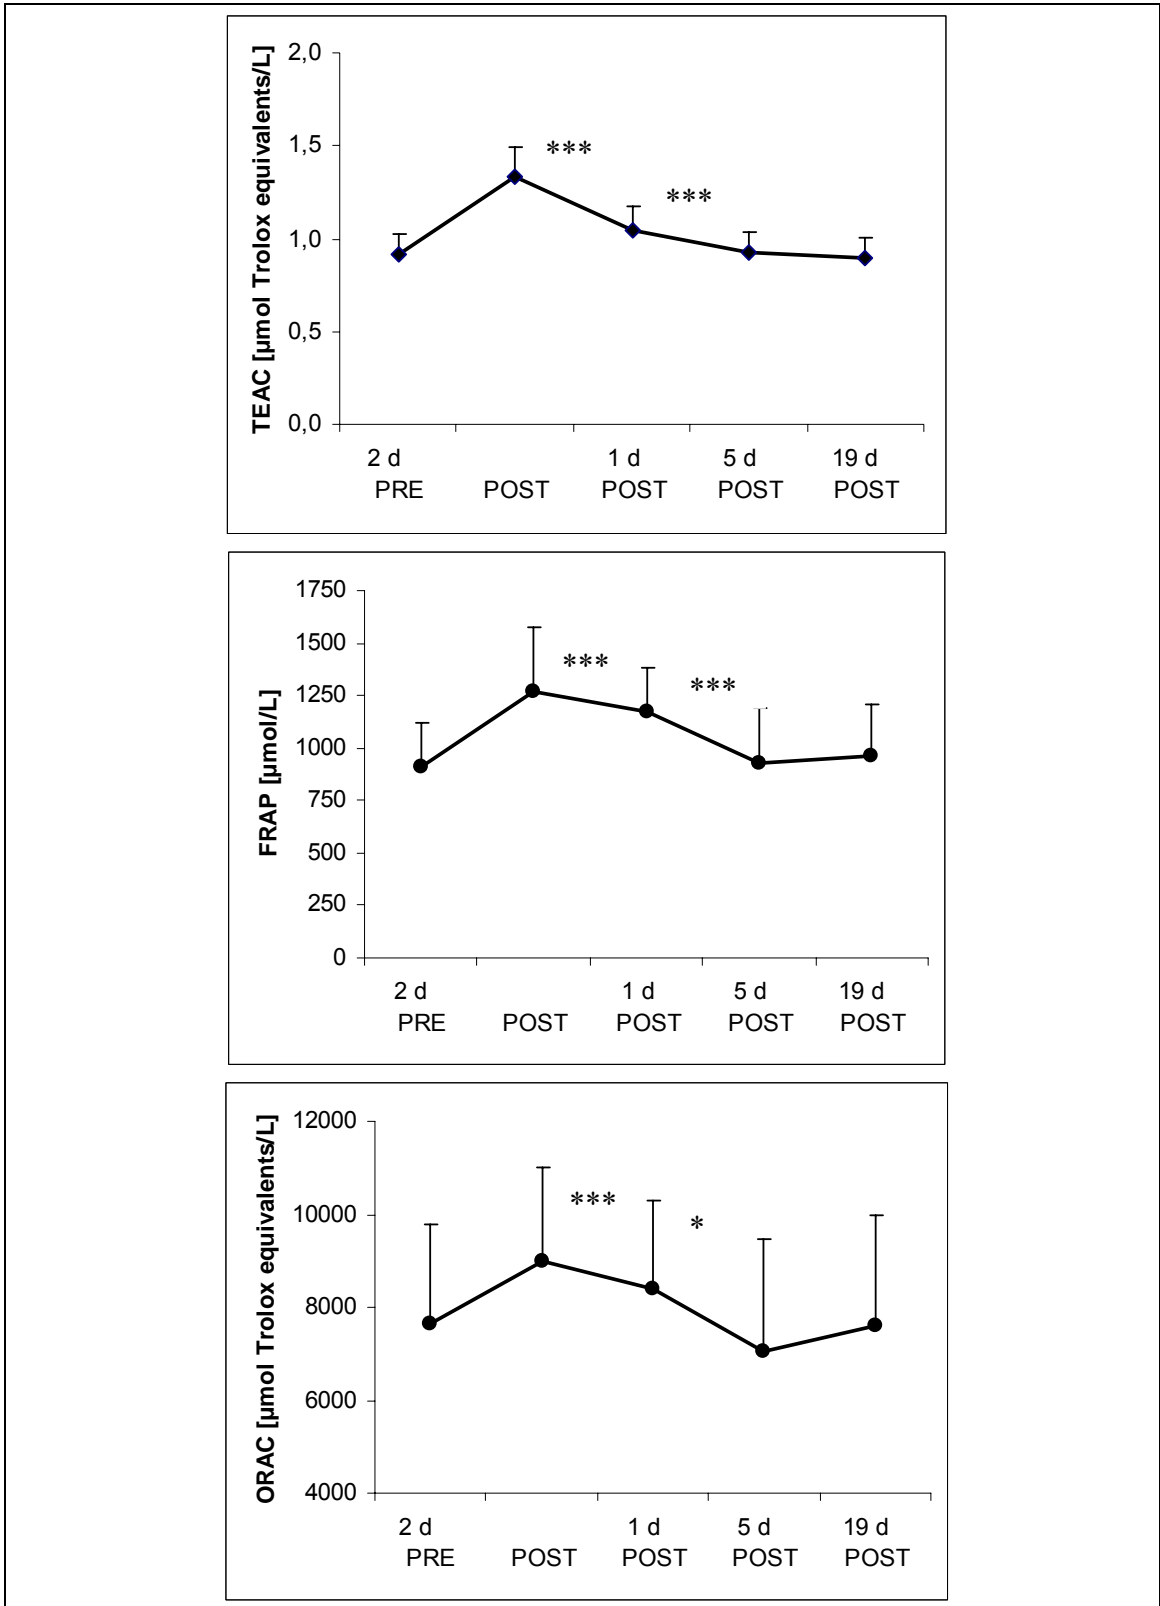 TEAC [µmol Trolox equivalents/L]
2,0
1,5
1,0
0,5
0,0
***
***
2 d 1 d 5 d 19 d
PRE POST POST POST POST
FRAP [µmol/L]
1750
1500
1250
1000
750
500
250
0
***
***
2 d 1 d 5 d 19 d
PRE POST POST POST POST
ORAC [µmol Trolox equivalents/L]
12000
10000
8000
6000
4000
***
*
2 d 1 d 5 d 19 d
PRE POST POST POST POST